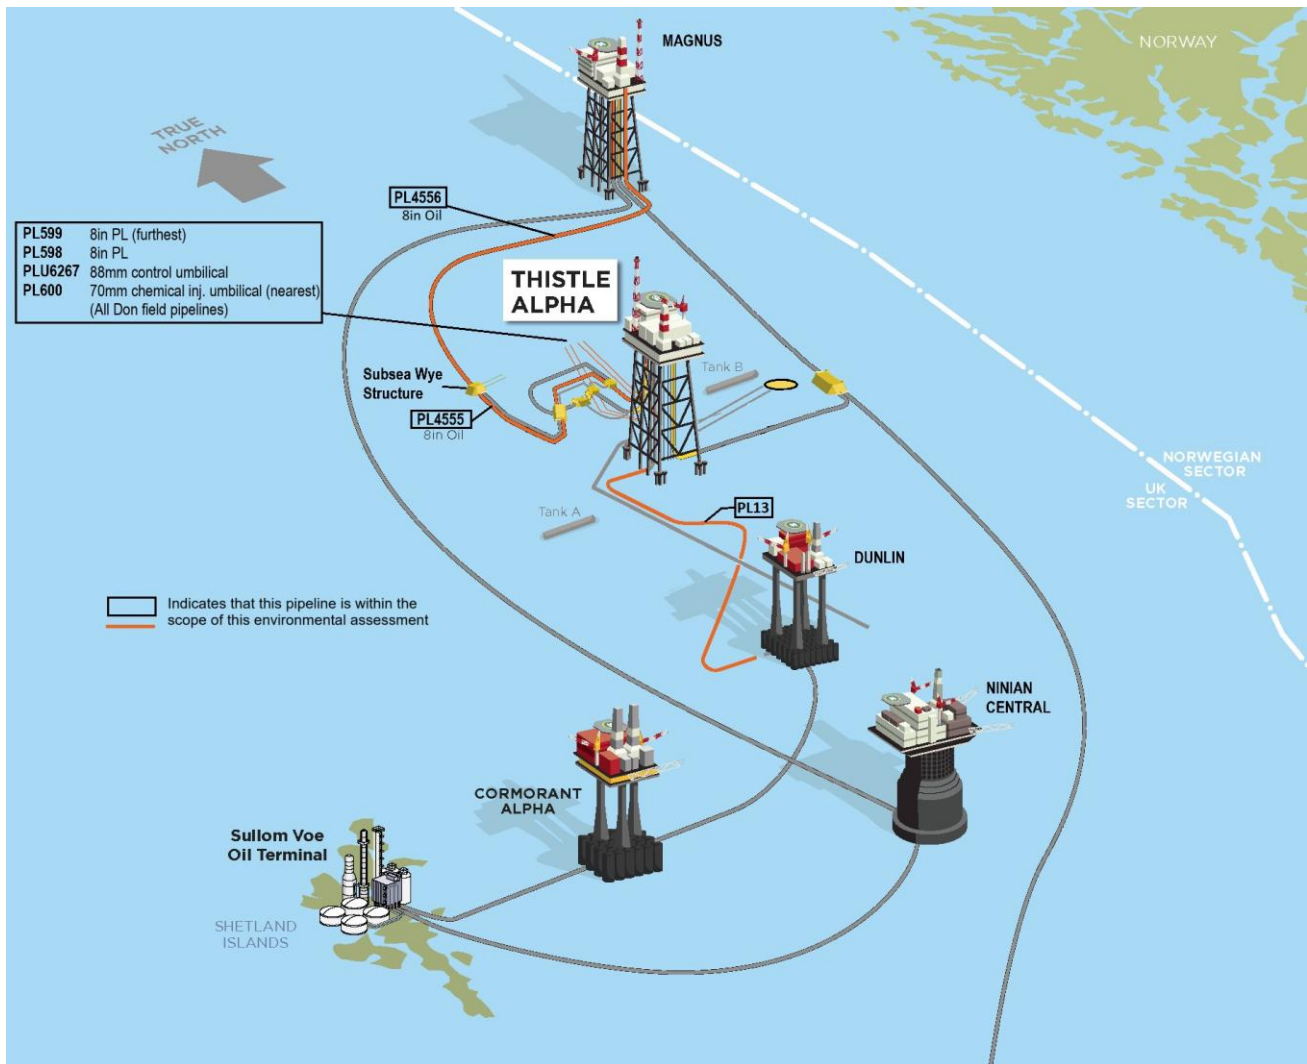 MAGNUS
NORWAY
TRUE
NORTH
PL4556
8in Oil
PL599 8in PL (furthest)
PL598 8in PL
PLU6267 88mm control umbilical
PL600 70mm chemical inj. umbilical (nearest)
(All Don field pipelines)
THISTLE
ALPHA
Tank B
Subsea Wye
Structure
PL4555
8in Oil
NORWEGIAN
SECTOR
UK
SECTOR
PL13
Tank A
DUNLIN
Indicates that this pipeline is within the
scope of this environmental assessment
NINIAN
CENTRAL
CORMORANT
ALPHA
Sullom Voe
Oil Terminal
SHETLAND
ISLANDS